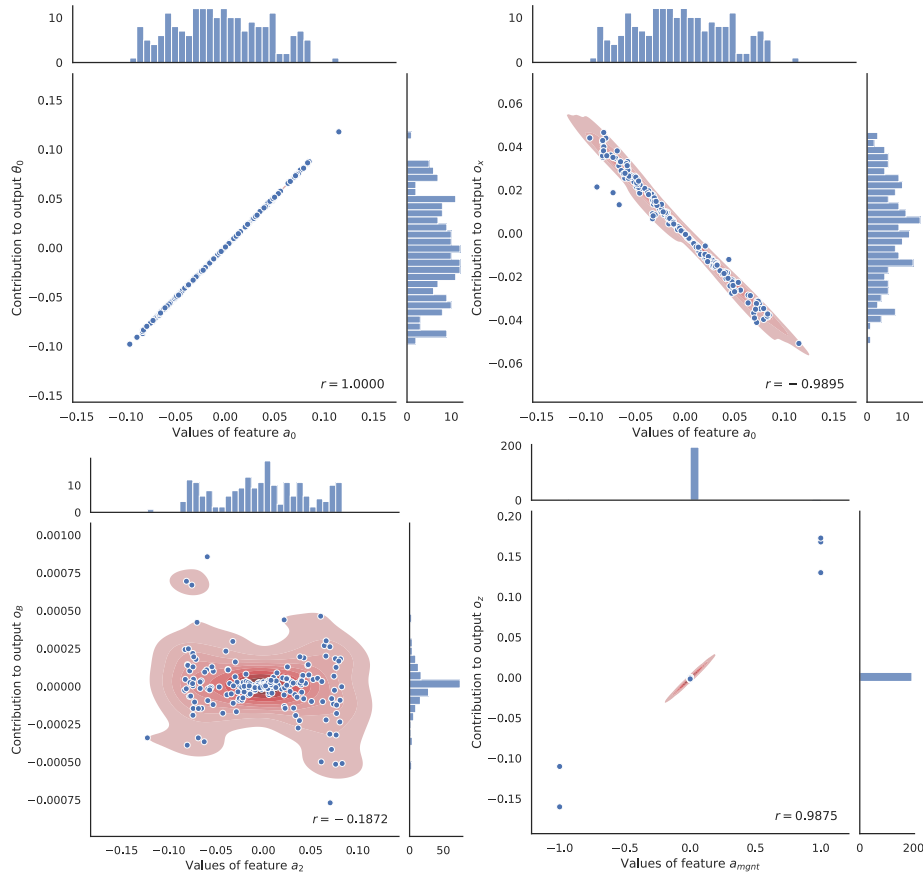 10
0
0.15
0.10
0.05
0.00
−0.05
−0.10
−0.15
Contribution to output θ₀
r = 1.0000
−0.15 −0.10 −0.05 0.00 0.05 0.10 0.15
0 10
Values of feature a₀
10
0
0.06
0.04
0.02
0.00
−0.02
−0.04
−0.06
Contribution to output oₓ
r = −0.9895
−0.15 −0.10 −0.05 0.00 0.05 0.10 0.15
0 10
Values of feature a₀
10
0
0.00100
0.00075
0.00050
0.00025
0.00000
−0.00025
−0.00050
−0.00075
Contribution to output o_B
r = −0.1872
−0.15 −0.10 −0.05 0.00 0.05 0.10 0.15
0 50
Values of feature a₂
200
0
0.20
0.15
0.10
0.05
0.00
−0.05
−0.10
−0.15
Contribution to output o_z
r = 0.9875
−1.0 −0.5 0.0 0.5 1.0
0 200
Values of feature a_mgnt